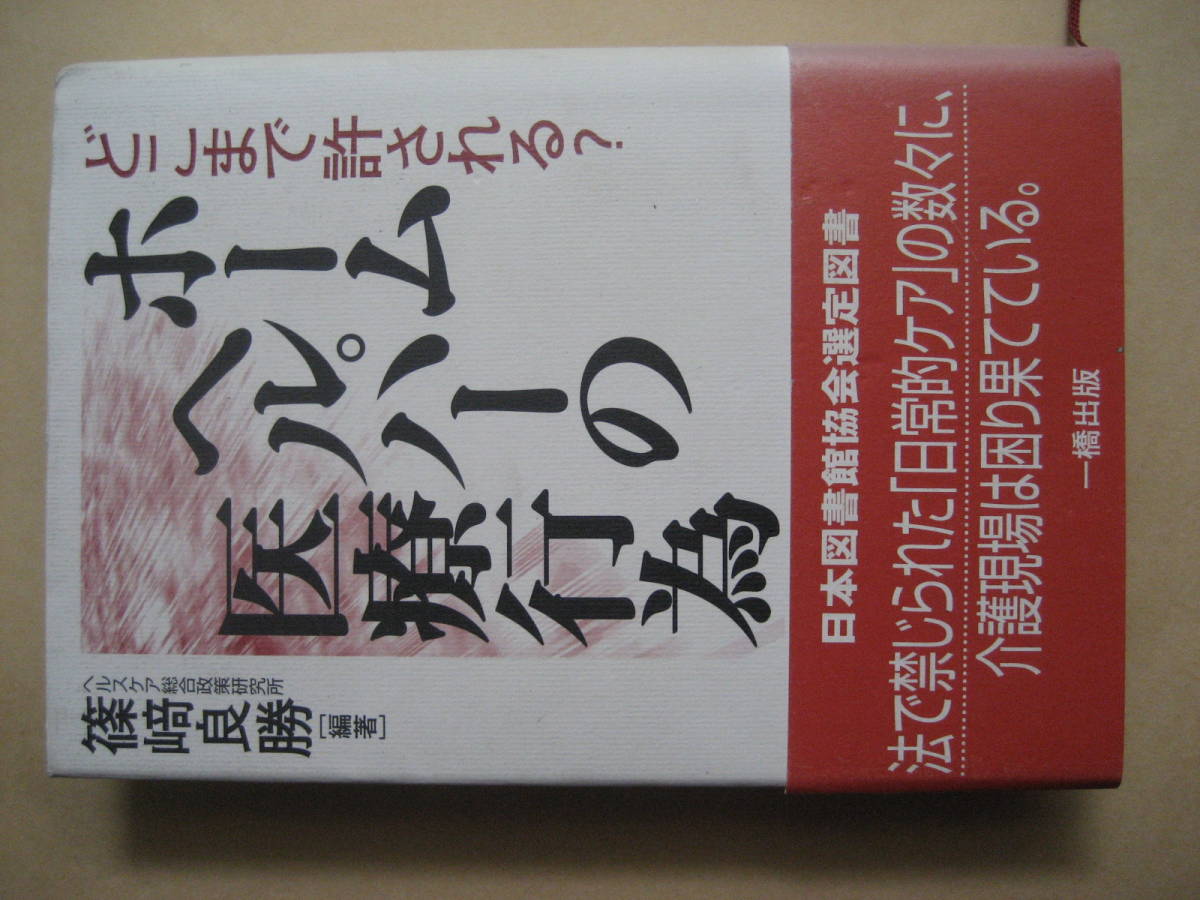 どこまで許される?
ホーム
ヘルパーの
医療行為
ヘルスケア総合政策研究所
篠﨑良勝[編著]
日本図書館協会選定図書
法で禁じられた「日常的ケア」の数々に、
介護現場は困り果てている。
一橋出版